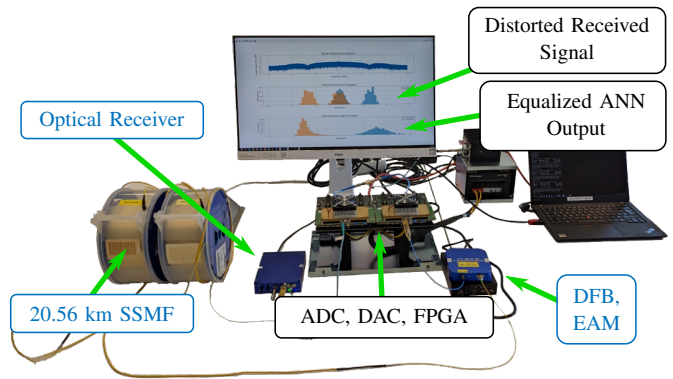 Distorted Received
Signal
Equalized ANN
Output
Optical Receiver
20.56 km SSMF
ADC, DAC, FPGA
DFB,
EAM